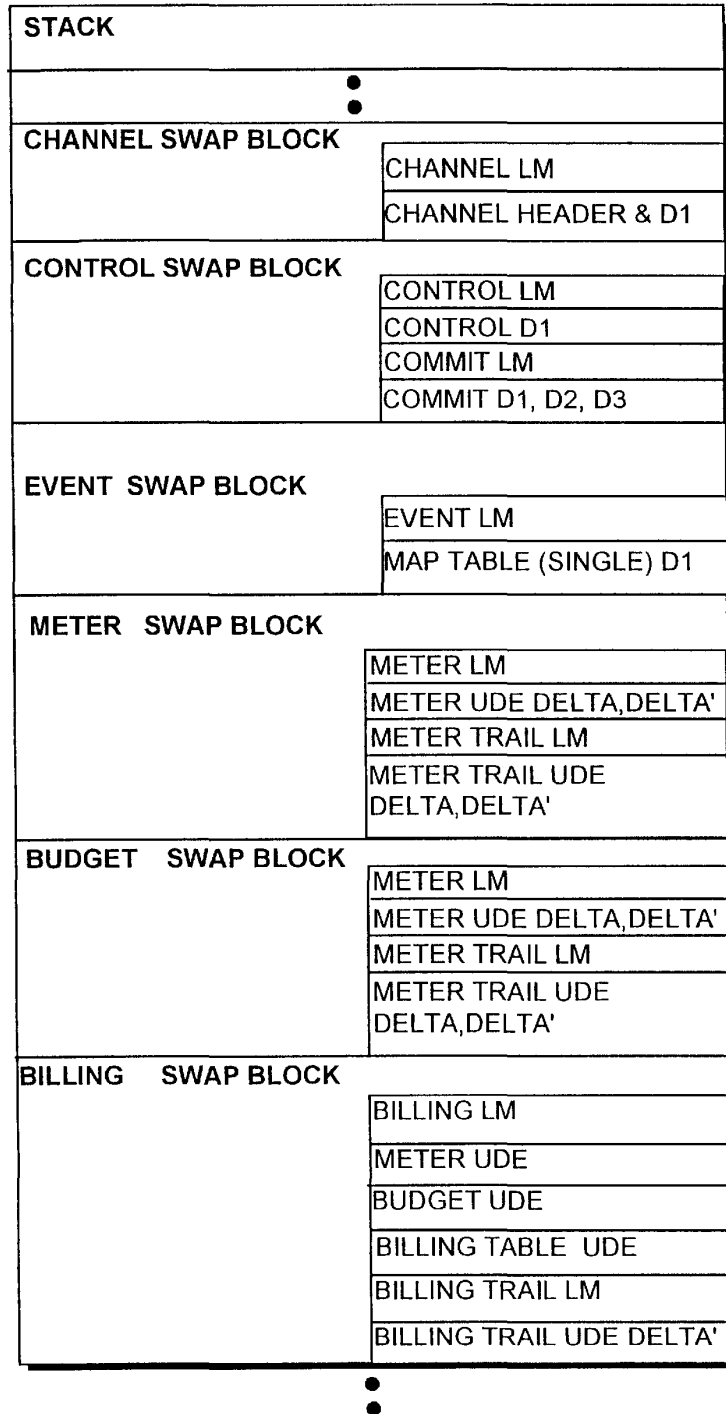 STACK
CHANNEL SWAP BLOCK
CHANNEL LM
CHANNEL HEADER & D1
CONTROL SWAP BLOCK
CONTROL LM
CONTROL D1
COMMIT LM
COMMIT D1, D2, D3
EVENT SWAP BLOCK
EVENT LM
MAP TABLE (SINGLE) D1
METER SWAP BLOCK
METER LM
METER UDE DELTA,DELTA'
METER TRAIL LM
METER TRAIL UDE
DELTA,DELTA'
BUDGET SWAP BLOCK
METER LM
METER UDE DELTA,DELTA'
METER TRAIL LM
METER TRAIL UDE
DELTA,DELTA'
BILLING SWAP BLOCK
BILLING LM
METER UDE
BUDGET UDE
BILLING TABLE UDE
BILLING TRAIL LM
BILLING TRAIL UDE DELTA'